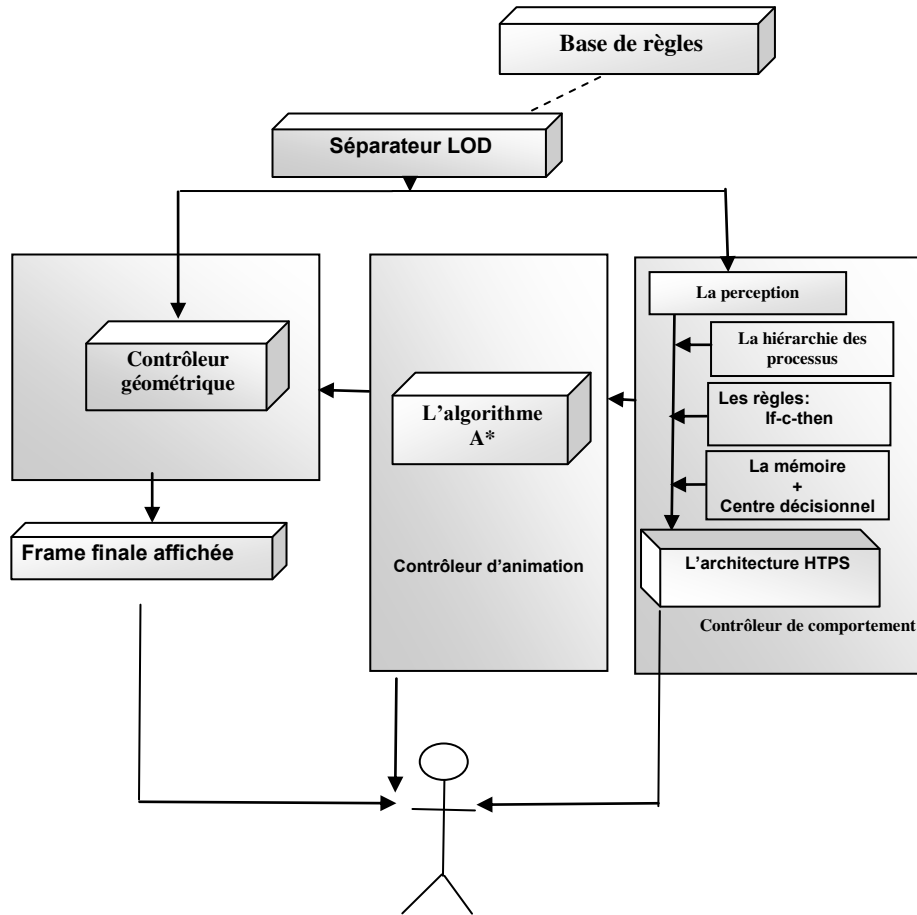 Base de règles
Séparateur LOD
Contrôleur
géométrique
Frame finale affichée
L'algorithme
A*
Contrôleur d'animation
La perception
La hiérarchie des
processus
Les règles:
If-c-then
La mémoire
+
Centre décisionnel
L'architecture HTPS
Contrôleur de comportement